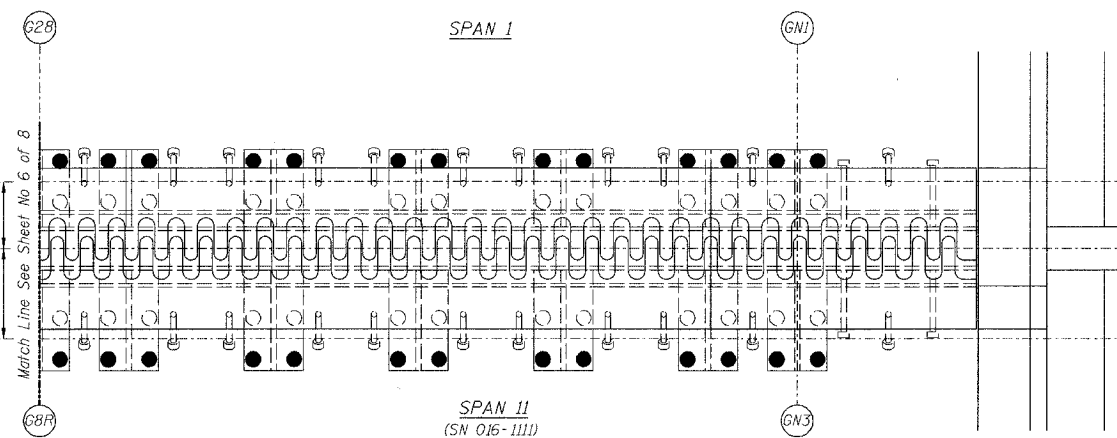 G28
SPAN 1
GN1
Match Line See Sheet No 6 of 8
G8R
SPAN 11
(SN 016-1111)
GN3